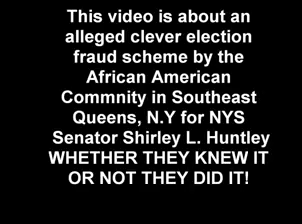 This video is about an
alleged clever election
fraud scheme by the
African American
Commnity in Southeast
Queens, N.Y for NYS
Senator Shirley L. Huntley
WHETHER THEY KNEW IT
OR NOT THEY DID IT!